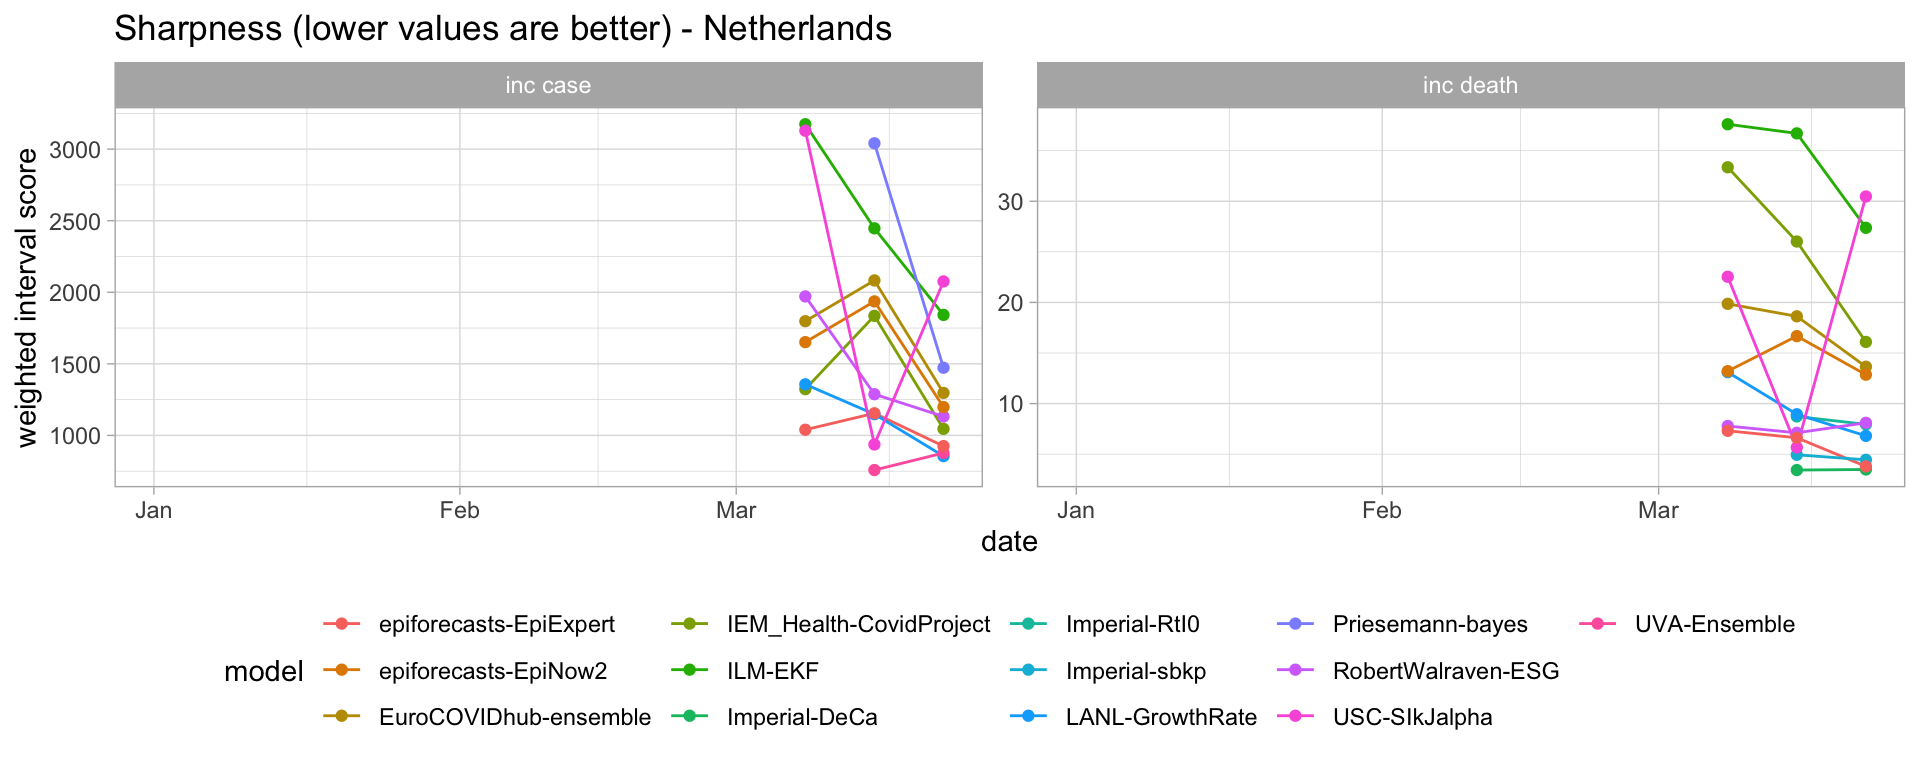 Sharpness (lower values are better) - Netherlands
inc case
inc death
weighted interval score
3000
2500
2000
1500
1000
30
20
10
Jan
Feb
Mar
Jan
Feb
Mar
date
model
epiforecasts-EpiExpert
epiforecasts-EpiNow2
EuroCOVIDhub-ensemble
IEM_Health-CovidProject
ILM-EKF
Imperial-DeCa
Imperial-RtI0
Imperial-sbkp
LANL-GrowthRate
Priesemann-bayes
RobertWalraven-ESG
USC-SIkJalpha
UVA-Ensemble